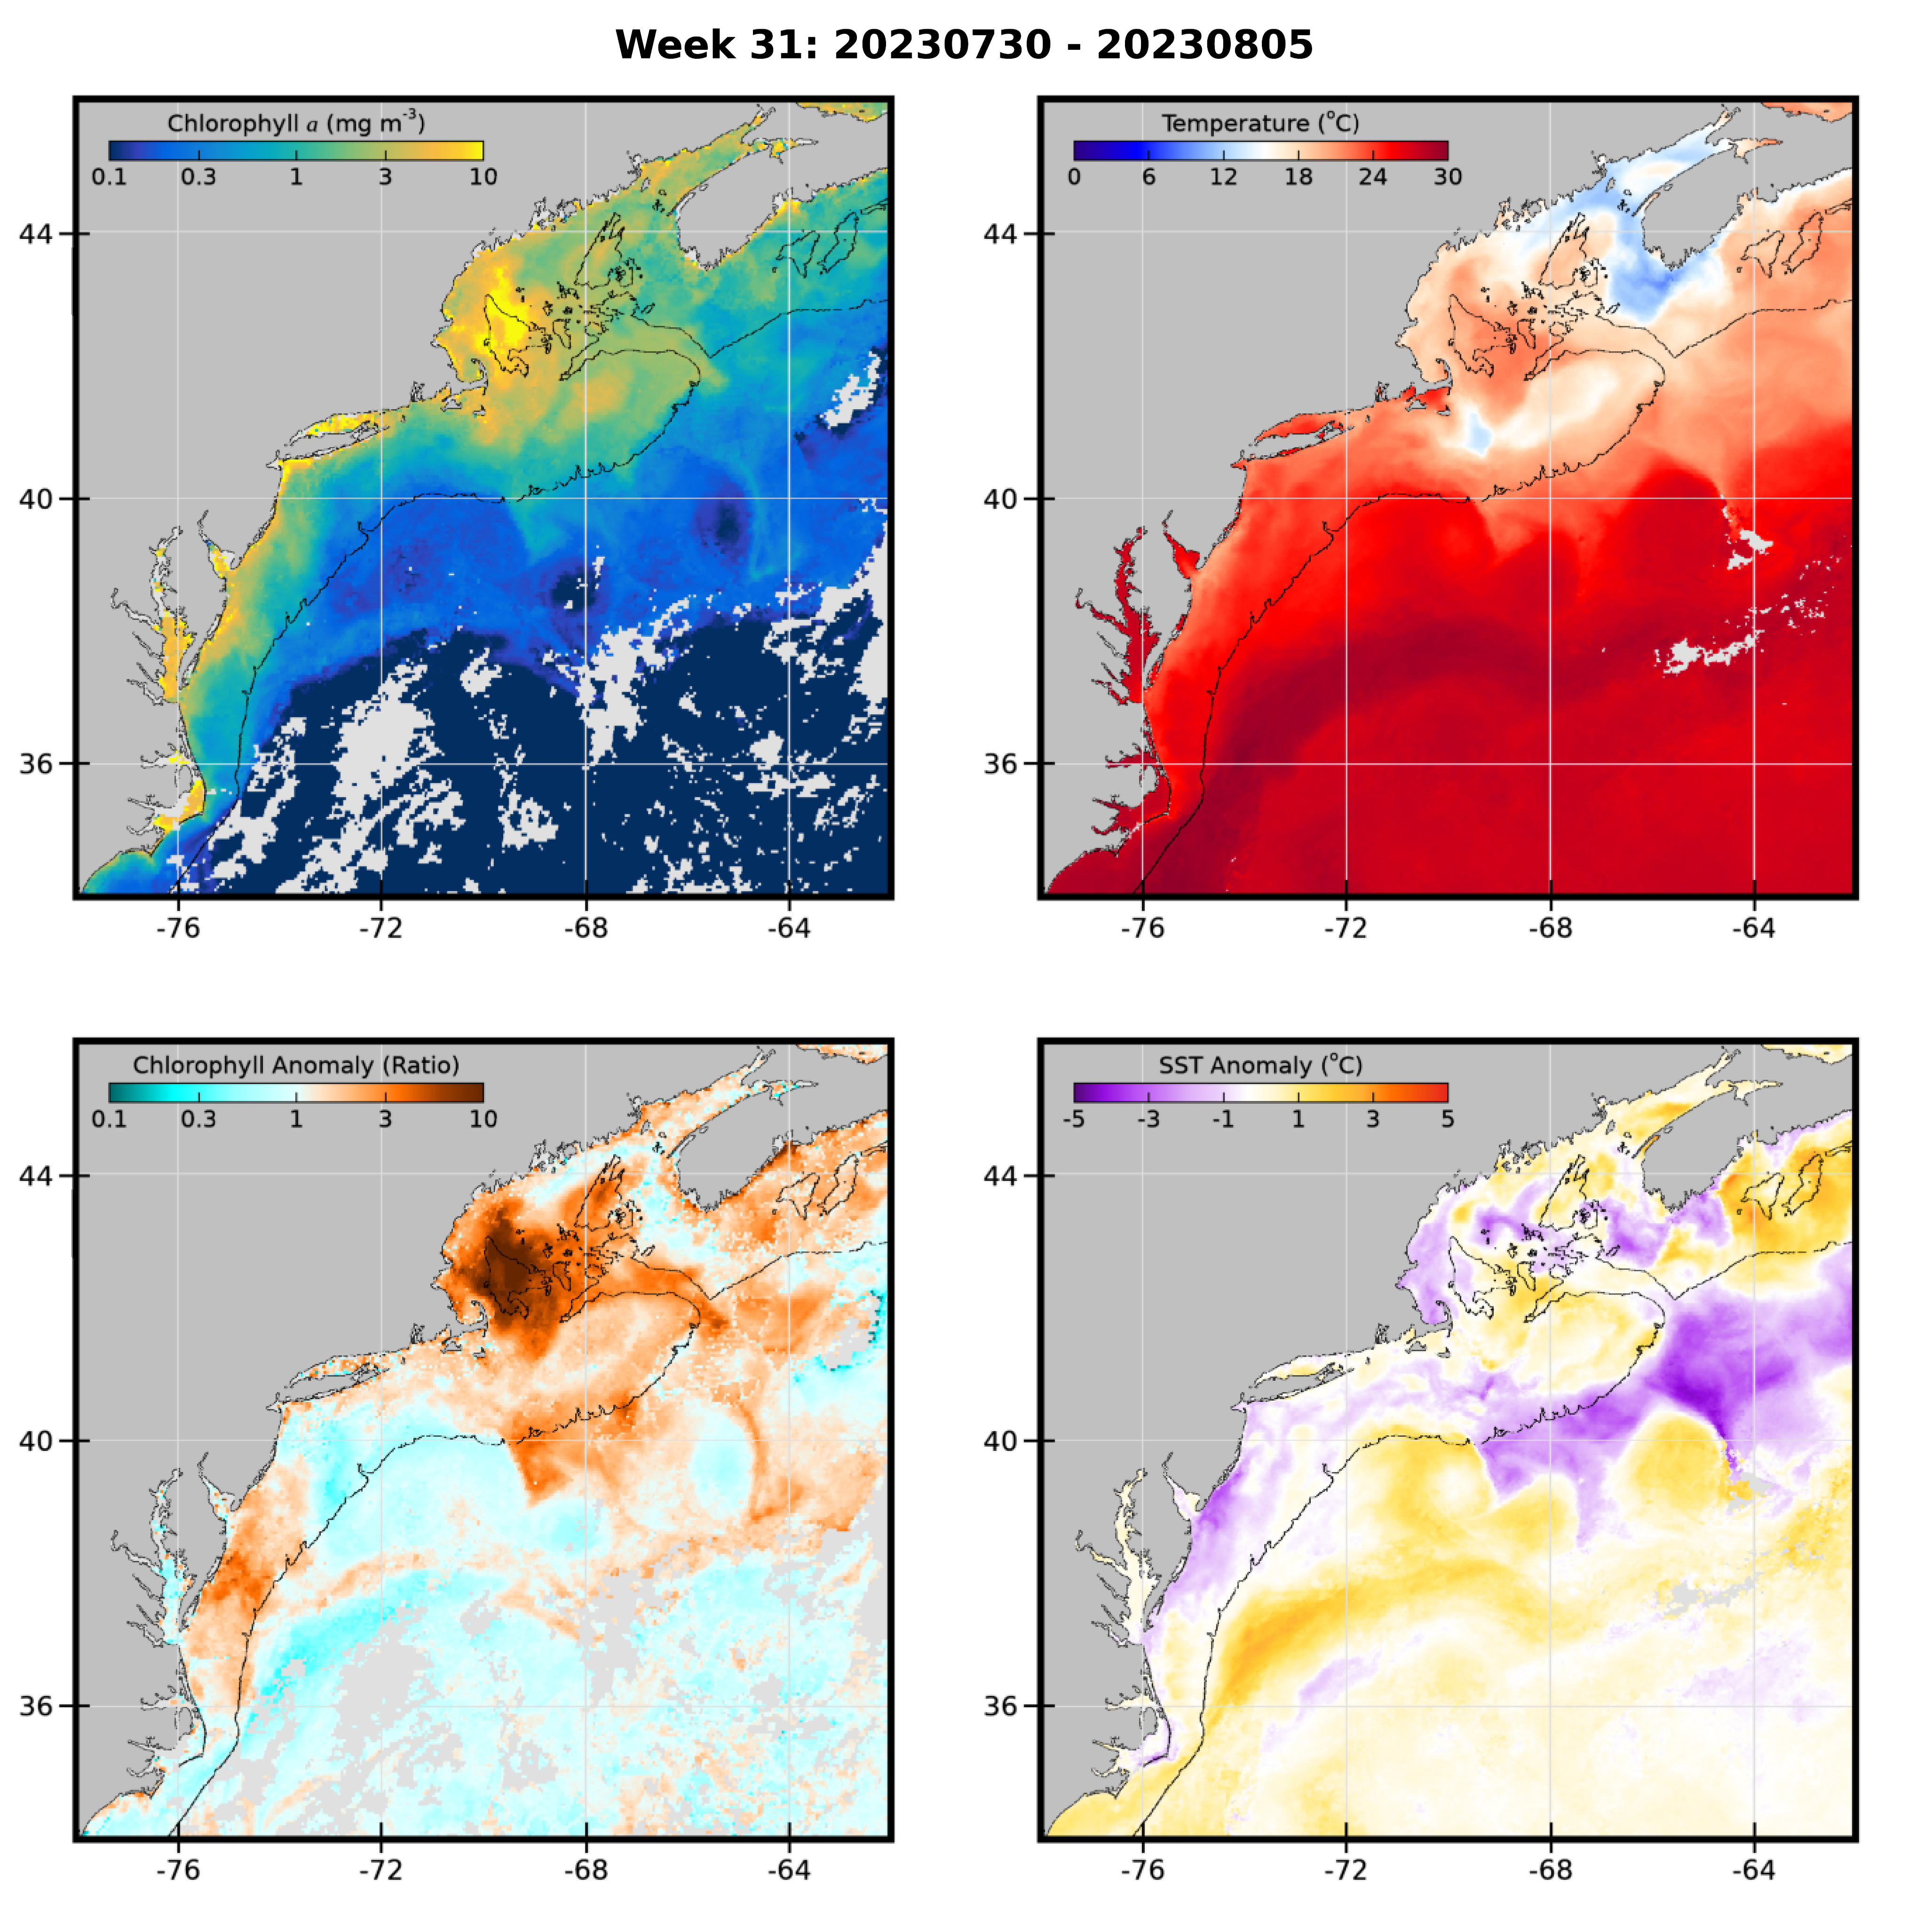 Week 31: 20230730 - 20230805
Chlorophyll a (mg m⁻³)
0.1 0.3 1 3 10
44
40
36
-76 -72 -68 -64
Temperature (°C)
0 6 12 18 24 30
44
40
36
-76 -72 -68 -64
Chlorophyll Anomaly (Ratio)
0.1 0.3 1 3 10
44
40
36
-76 -72 -68 -64
SST Anomaly (°C)
-5 -3 -1 1 3 5
44
40
36
-76 -72 -68 -64